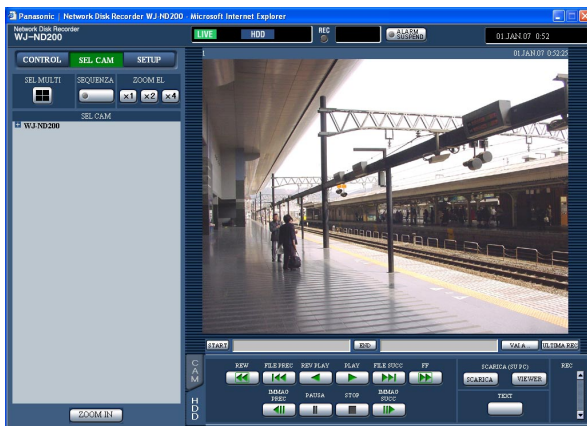 Panasonic | Network Disk Recorder WJ-ND200 - Microsoft Internet Explorer
Network Disk Recorder
WJ-ND200
LIVE HDD REC ALARM SUSPEND 01.JAN.07 0:52
CONTROL SEL CAM SETUP
1 01.JAN.07 0:52:25
SEL MULTI SEQUENZA ZOOM EL
x1 x2 x4
SEL CAM
WJ-ND200
START END VAI A ... ULTIMA REC
CAM
HDD
REW FILE PREC REV PLAY PLAY FILE SUCC FF
SCARICA (SU PC) REC
SCARICA VIEWER
IMMAG PREC PAUSA STOP IMMAG SUCC
TEXT
ZOOM IN